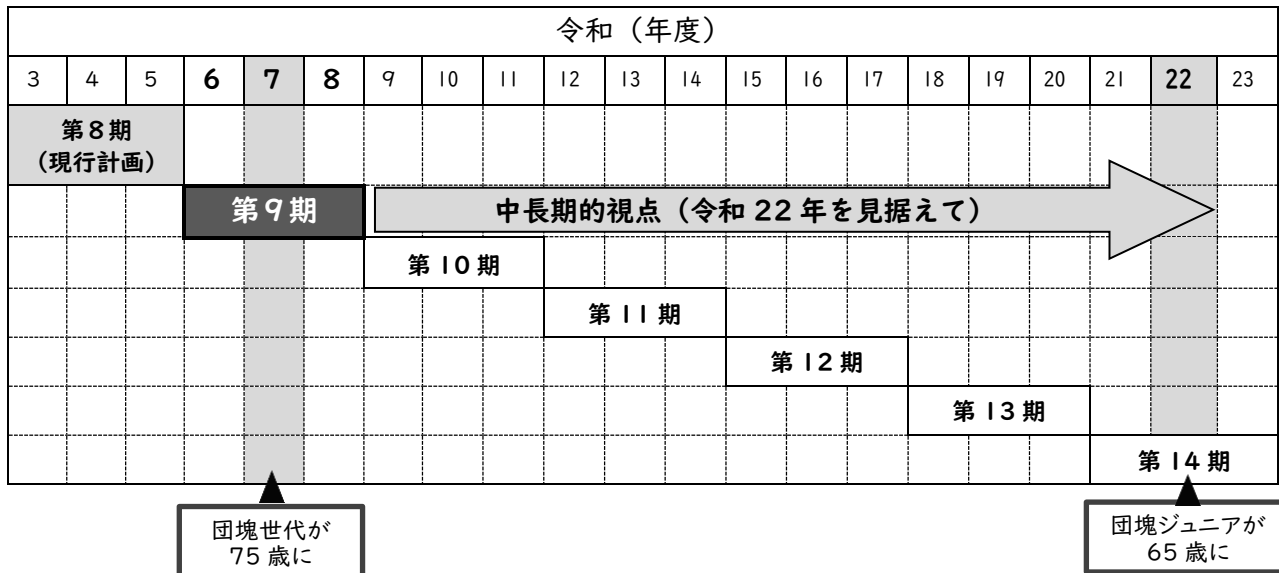 令和（年度）
3 4 5 6 7 8 9 10 11 12 13 14 15 16 17 18 19 20 21 22 23
第８期
（現行計画）
第９期
中長期的視点（令和 22 年を見据えて）
第 10 期
第 11 期
第 12 期
第 13 期
第 14 期
団塊世代が
75 歳に
団塊ジュニアが
65 歳に